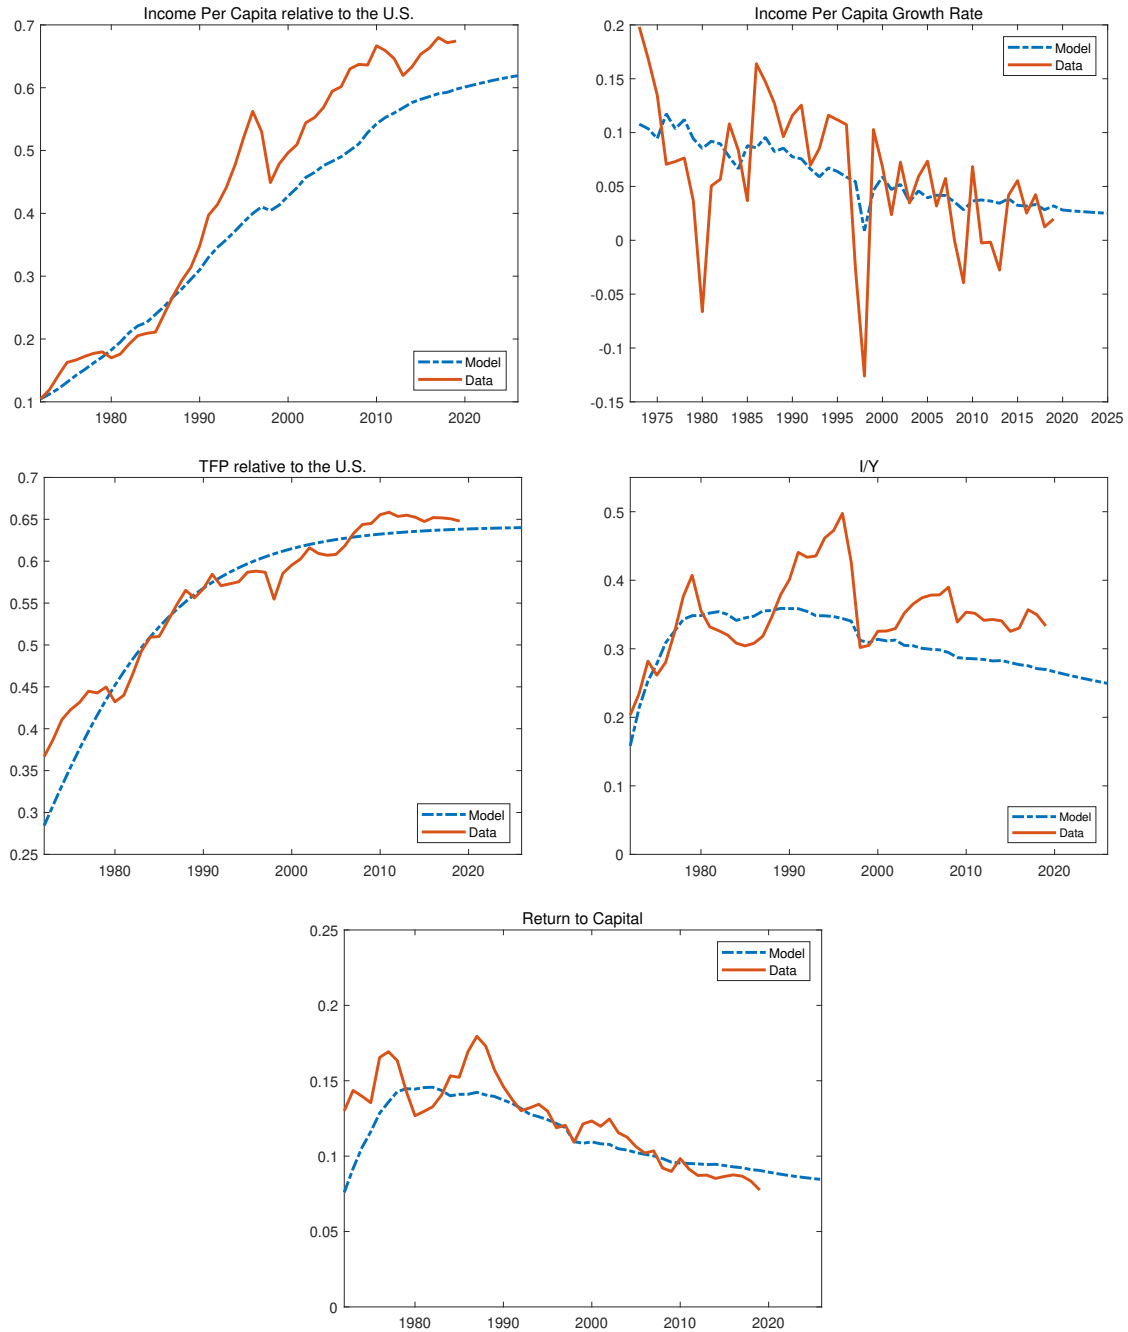 Income Per Capita relative to the U.S.
0.7
0.6
0.5
0.4
0.3
0.2
0.1
1980 1990 2000 2010 2020
Model
Data
Income Per Capita Growth Rate
0.2
0.15
0.1
0.05
0
-0.05
-0.1
-0.15
1975 1980 1985 1990 1995 2000 2005 2010 2015 2020 2025
Model
Data
TFP relative to the U.S.
0.7
0.65
0.6
0.55
0.5
0.45
0.4
0.35
0.3
0.25
1980 1990 2000 2010 2020
Model
Data
I/Y
0.5
0.4
0.3
0.2
0.1
0
1980 1990 2000 2010 2020
Model
Data
Return to Capital
0.25
0.2
0.15
0.1
0.05
0
1980 1990 2000 2010 2020
Model
Data